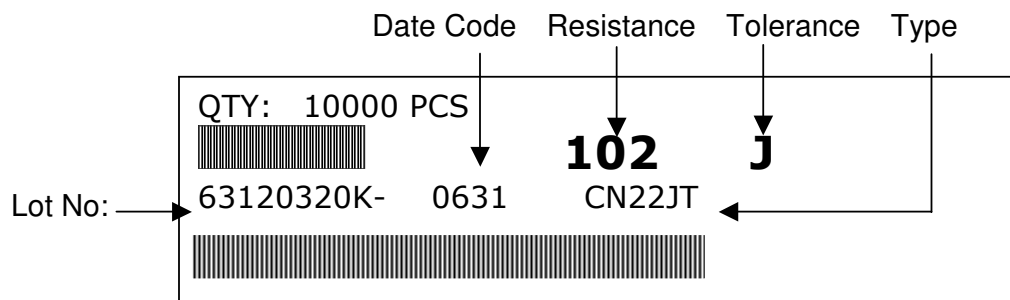 Date Code Resistance Tolerance Type
QTY: 10000 PCS
102 J
Lot No: 63120320K- 0631 CN22JT